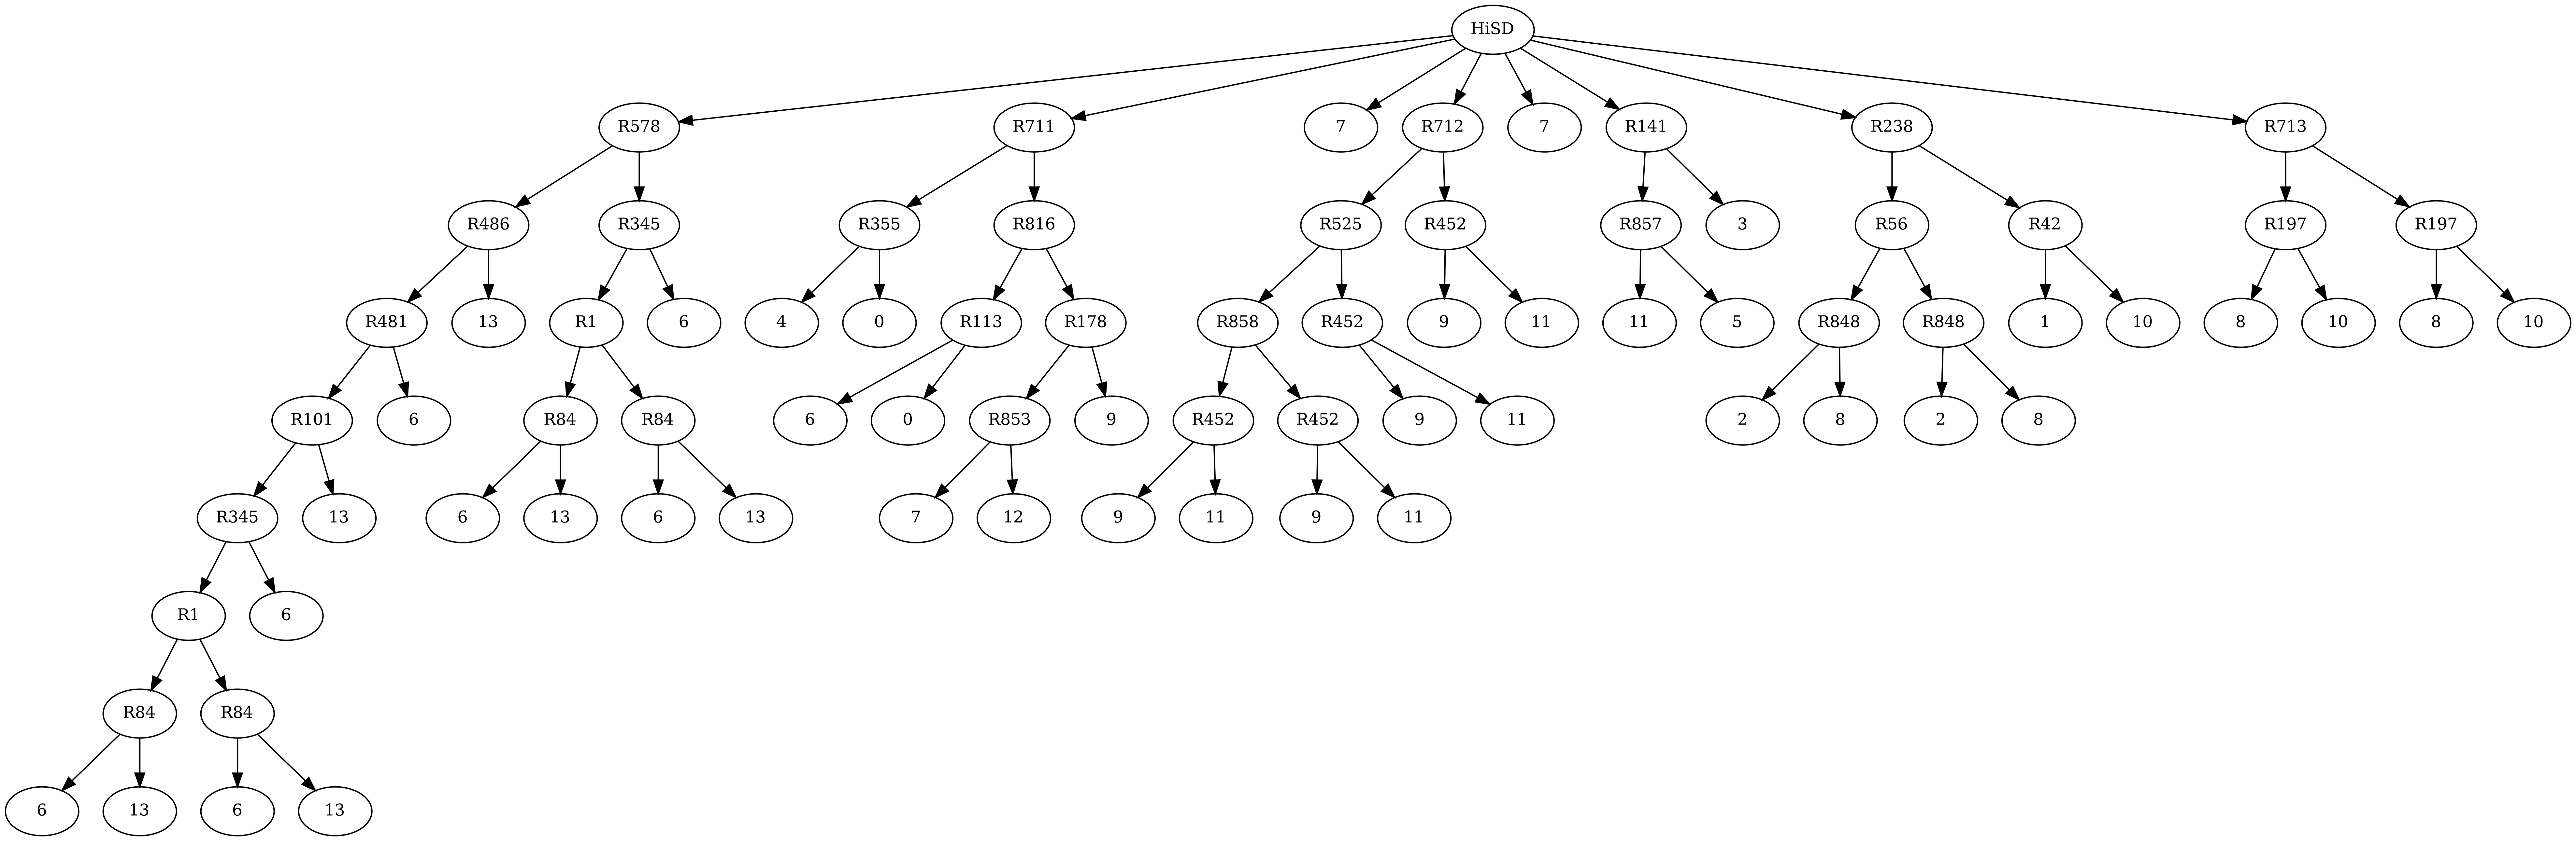 HiSD
R578 R711 7 R712 7 R141 R238 R713
R486 R345 R355 R816 R525 R452 R857 3 R56 R42 R197 R197
R481 13 R1 6 4 0 R113 R178 R858 R452 9 11 11 5 R848 R848 1 10 8 10 8 10
R101 6 R84 R84 6 0 R853 9 R452 R452 9 11 2 8 2 8
R345 13 6 13 6 13 7 12 9 11 9 11
R1 6
R84 R84
6 13 6 13